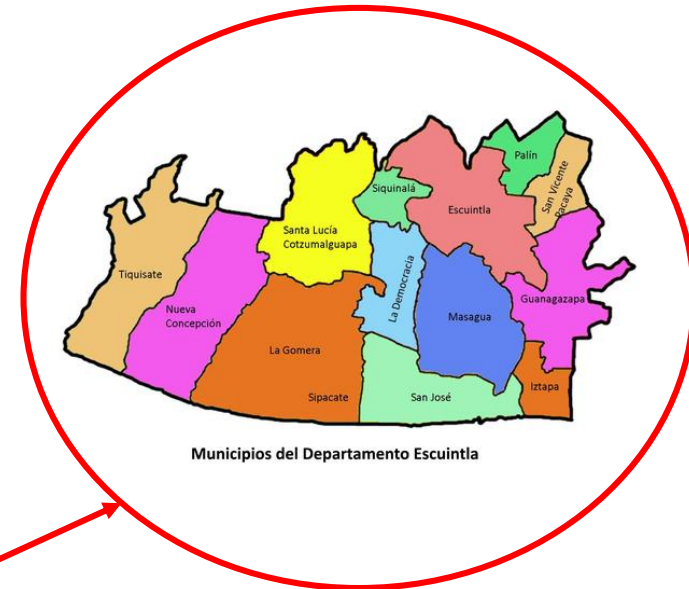 Palín
San Vicente
Pacaya
Siquinalá
Escuintla
Santa Lucía
Cotzumalguapa
Tiquisate
La Democracia
Guanagazapa
Nueva
Concepción
Masagua
La Gomera
Iztapa
Sipacate
San José
Municipios del Departamento Escuintla